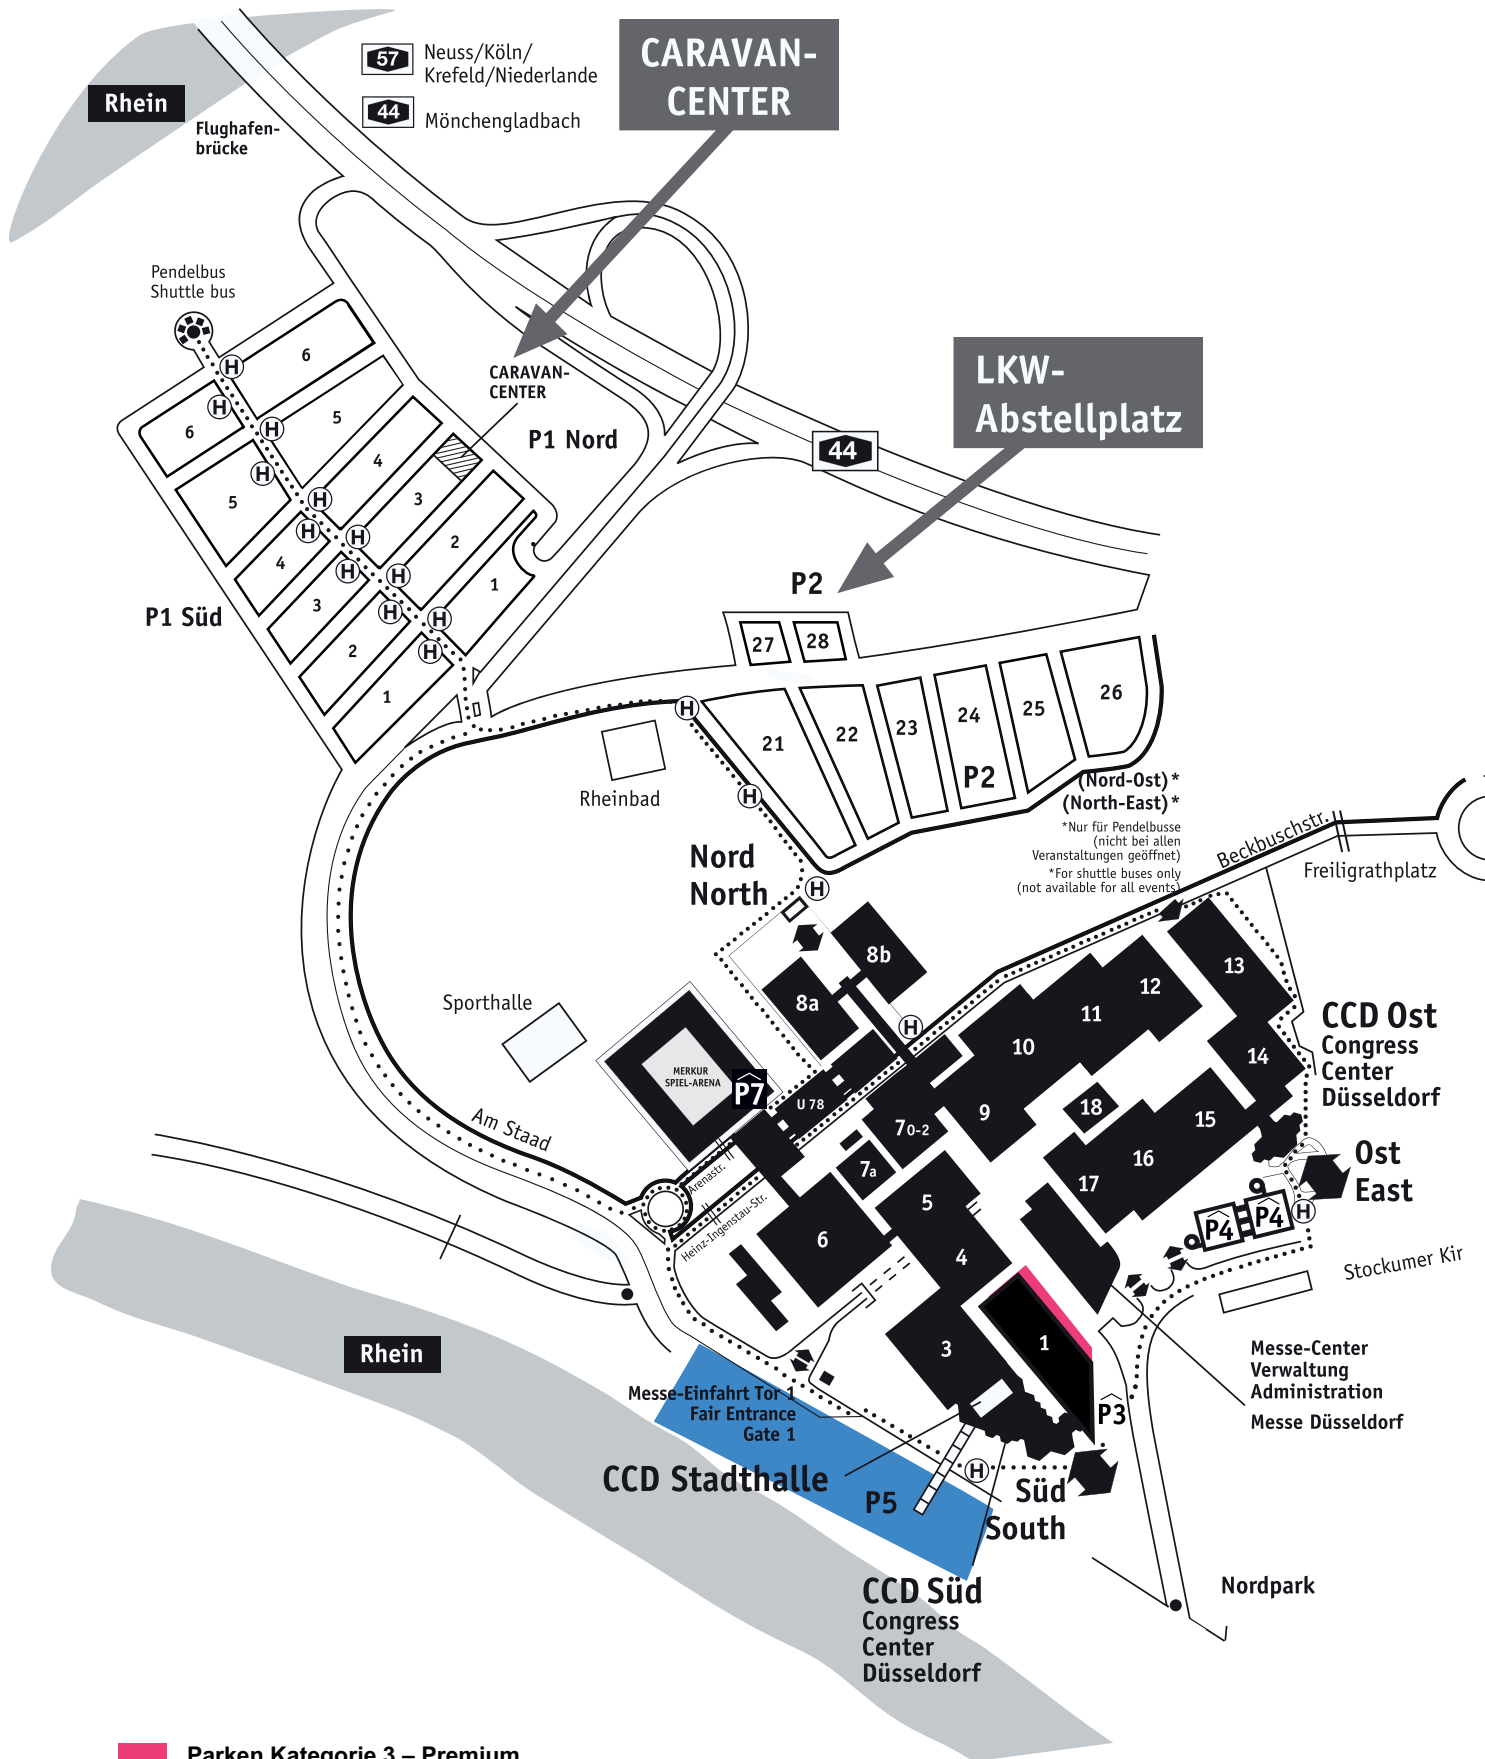 57
Neuss/Köln/
Krefeld/Niederlande
44
Mönchengladbach
CARAVAN-
CENTER
Rhein
Flughafen-
brücke
Pendelbus
Shuttle bus
CARAVAN-
CENTER
P1 Nord
LKW-
Abstellplatz
44
H
H
H
H
H
H
H
H
H
H
H
H
6
5
4
3
2
1
6
5
4
3
2
1
P1 Süd
P2
27
28
21
22
23
24
25
26
P2
H
H
H
Rheinbad
(Nord-Ost)*
(North-East)*
*Nur für Pendelbusse
(nicht bei allen
Veranstaltungen geöffnet)
*For shuttle buses only
(not available for all events)
Beckbuschstr.
Freiligrathplatz
Nord
North
8b
8a
H
13
12
11
10
9
14
15
16
17
18
CCD Ost
Congress
Center
Düsseldorf
Sporthalle
MERKUR
SPIEL-ARENA
P7
U 78
70-2
7a
Am Staad
Arenastr.
Heinz-Ingenstau-Str.
6
5
4
3
1
Ost
East
P4
P4
H
Stockumer Kir
Rhein
Messe-Einfahrt Tor 1
Fair Entrance
Gate 1
P3
Messe-Center
Verwaltung
Administration
Messe Düsseldorf
CCD Stadthalle
P5
H
Süd
South
CCD Süd
Congress
Center
Düsseldorf
Nordpark
Parken Kategorie 3 – Premium